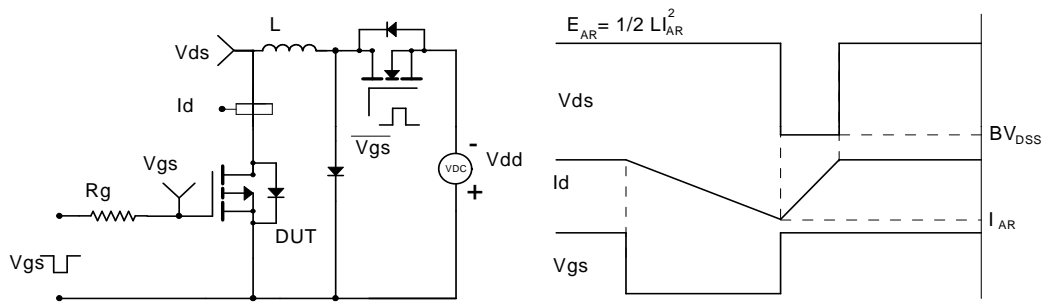 L
Vds
Id
Vgs
Vgs
Rg
DUT
Vgs
VDC
-
+
Vdd
E_AR = 1/2 LI_AR^2
Vds
BV_DSS
Id
I_AR
Vgs